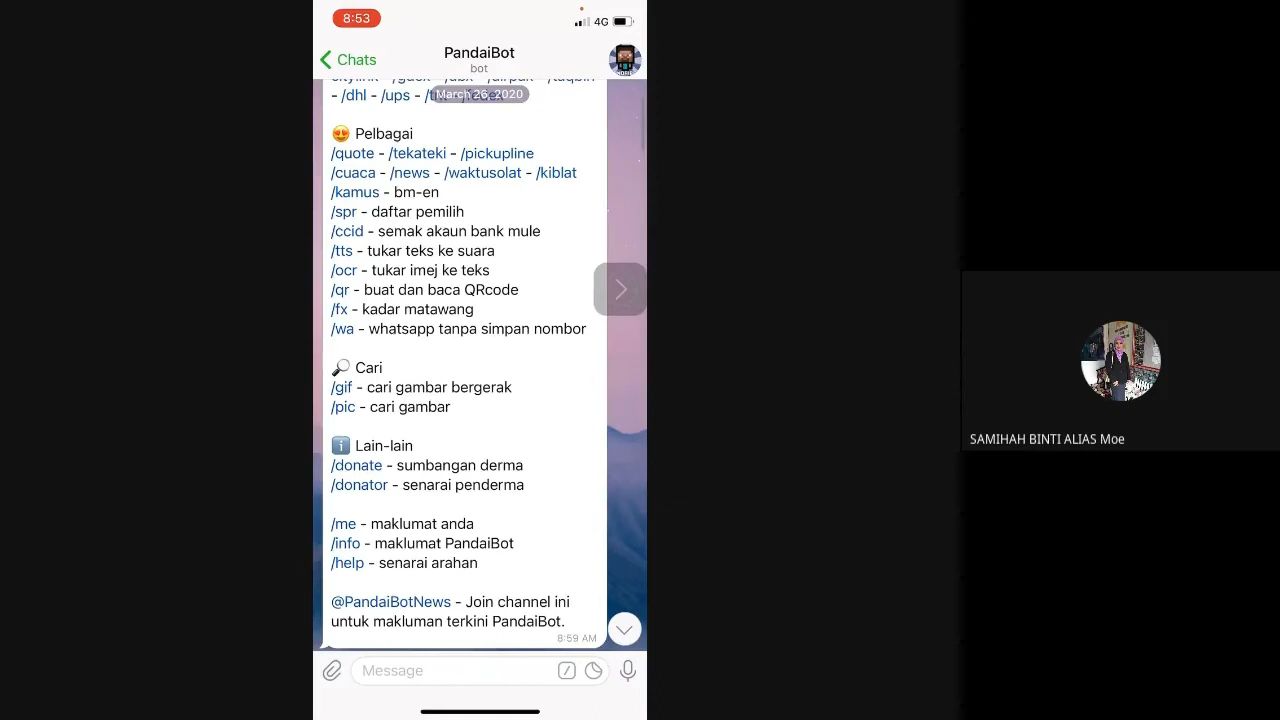 8:53
4G
Chats
PandaiBot
bot
March 26, 2020
- /dhl - /ups -
😍 Pelbagai
/quote - /tekateki - /pickupline
/cuaca - /news - /waktusolat - /kiblat
/kamus - bm-en
/spr - daftar pemilih
/ccid - semak akaun bank mule
/tts - tukar teks ke suara
/ocr - tukar imej ke teks
/qr - buat dan baca QRcode
/fx - kadar matawang
/wa - whatsapp tanpa simpan nombor
🔎 Cari
/gif - cari gambar bergerak
/pic - cari gambar
ℹ️ Lain-lain
/donate - sumbangan derma
/donator - senarai penderma
/me - maklumat anda
/info - maklumat PandaiBot
/help - senarai arahan
@PandaiBotNews - Join channel ini
untuk makluman terkini PandaiBot.
8:59 AM
Message
SAMIHAH BINTI ALIAS Moe